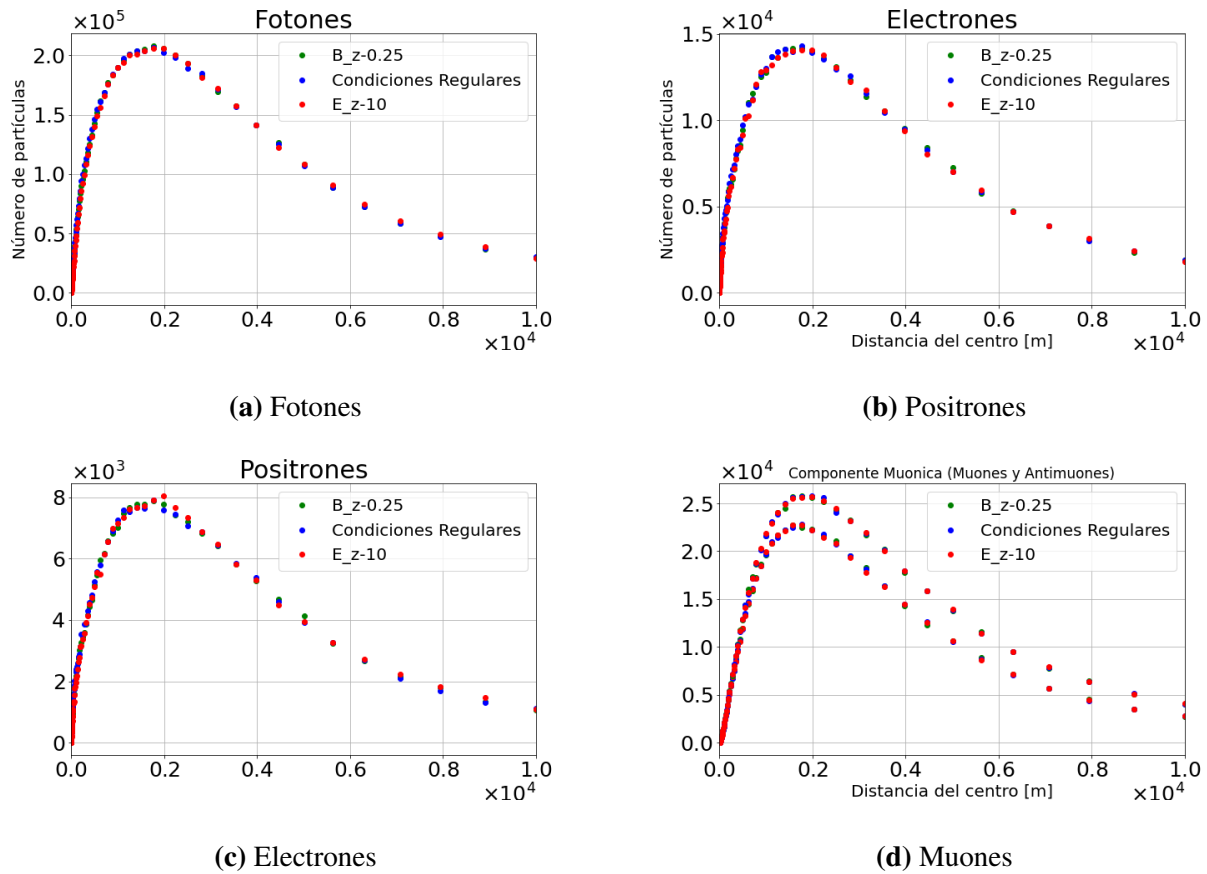 Fotones
×10⁵
B_z-0.25
Condiciones Regulares
E_z-10
Número de partículas
2.0
1.5
1.0
0.5
0.0
0.0 0.2 0.4 0.6 0.8 1.0
×10⁴
(a) Fotones
Electrones
×10⁴
B_z-0.25
Condiciones Regulares
E_z-10
Número de partículas
1.5
1.0
0.5
0.0
0.0 0.2 0.4 0.6 0.8 1.0
Distancia del centro [m]
×10⁴
(b) Positrones
Positrones
×10³
B_z-0.25
Condiciones Regulares
E_z-10
8
6
4
2
0
0.0 0.2 0.4 0.6 0.8 1.0
×10⁴
(c) Electrones
Componente Muonica (Muones y Antimuones)
×10⁴
B_z-0.25
Condiciones Regulares
E_z-10
2.5
2.0
1.5
1.0
0.5
0.0
0.0 0.2 0.4 0.6 0.8 1.0
Distancia del centro [m]
×10⁴
(d) Muones